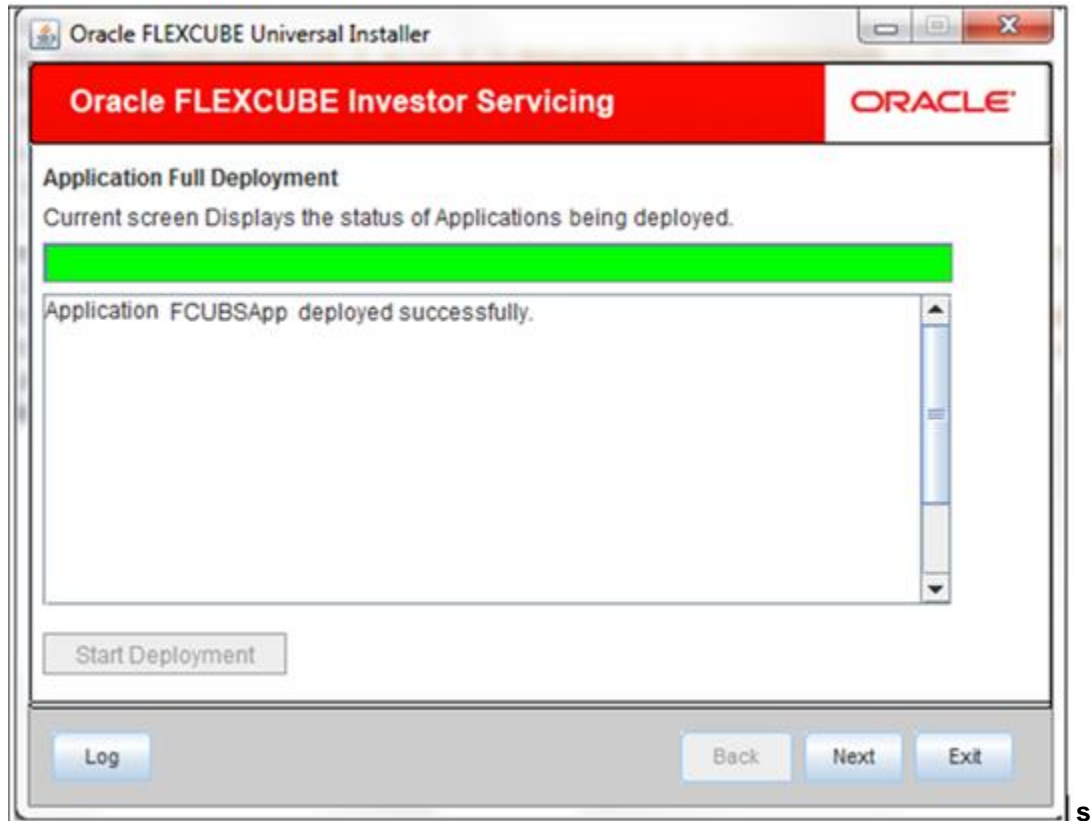 Oracle FLEXCUBE Universal Installer
Oracle FLEXCUBE Investor Servicing
ORACLE'
Application Full Deployment
Current screen Displays the status of Applications being deployed.
Application FCUBSApp deployed successfully.
Start Deployment
Log
Back
Next
Exit
s